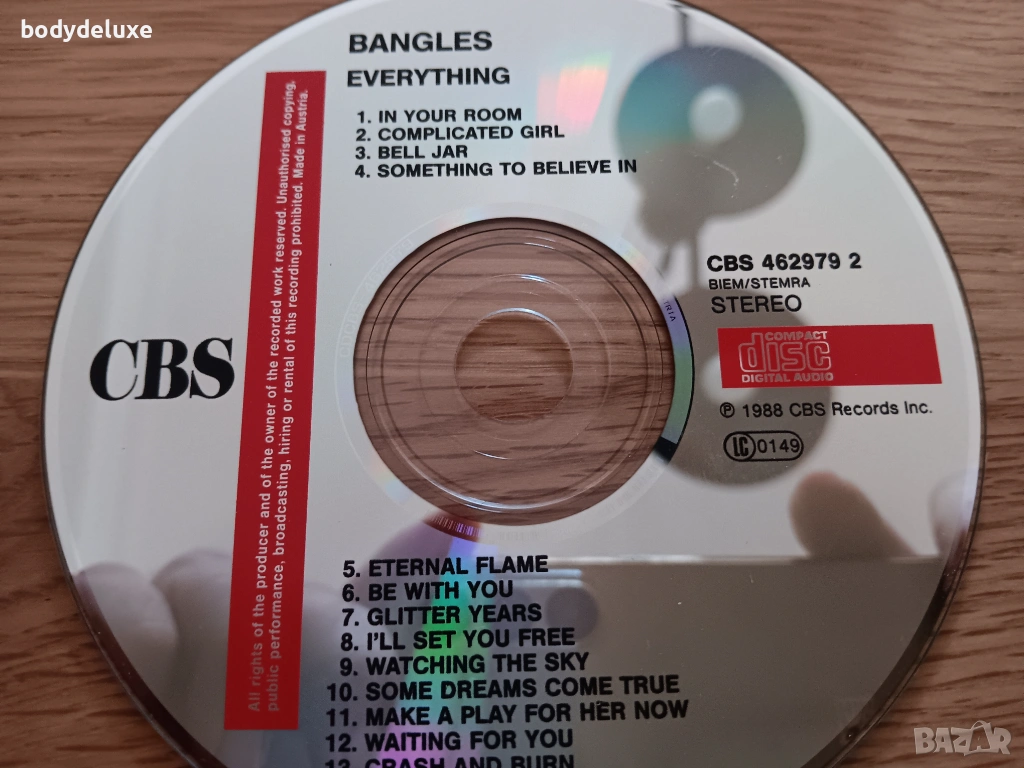 bodydeluxe
BANGLES
EVERYTHING
1. IN YOUR ROOM
2. COMPLICATED GIRL
3. BELL JAR
4. SOMETHING TO BELIEVE IN
All rights of the producer and of the owner of the recorded work reserved. Unauthorised copying,
public performance, broadcasting, hiring or rental of this recording prohibited. Made in Austria.
CBS
CBS 462979 2
BIEM/STEMRA
STEREO
COMPACT
disc
DIGITAL AUDIO
℗ 1988 CBS Records Inc.
LC 0149
5. ETERNAL FLAME
6. BE WITH YOU
7. GLITTER YEARS
8. I'LL SET YOU FREE
9. WATCHING THE SKY
10. SOME DREAMS COME TRUE
11. MAKE A PLAY FOR HER NOW
12. WAITING FOR YOU
13. CRASH AND BURN
BAZAR